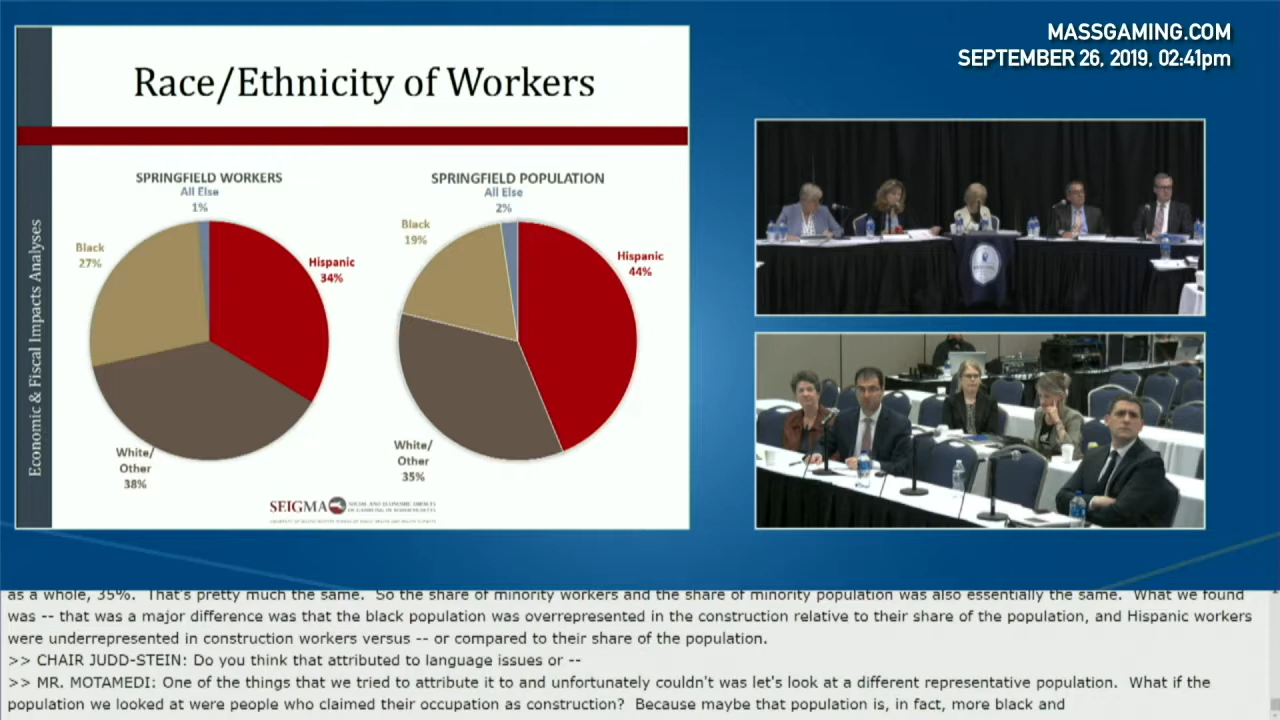 MASSGAMING.COM
SEPTEMBER 26, 2019, 02:41pm
Economic & Fiscal Impacts Analyses
Race/Ethnicity of Workers
SPRINGFIELD WORKERS
All Else
1%
Black
27%
Hispanic
34%
White/
Other
38%
SPRINGFIELD POPULATION
All Else
2%
Black
19%
Hispanic
44%
White/
Other
35%
SEIGMA
SOCIAL AND ECONOMIC IMPACTS
OF GAMBLING IN MASSACHUSETTS
as a whole, 35%. That's pretty much the same. So the share of minority workers and the share of minority population was also essentially the same. What we found
was -- that was a major difference was that the black population was overrepresented in the construction relative to their share of the population, and Hispanic workers
were underrepresented in construction workers versus -- or compared to their share of the population.
>> CHAIR JUDD-STEIN: Do you think that attributed to language issues or --
>> MR. MOTAMEDI: One of the things that we tried to attribute it to and unfortunately couldn't was let's look at a different representative population. What if the
population we looked at were people who claimed their occupation as construction? Because maybe that population is, in fact, more black and